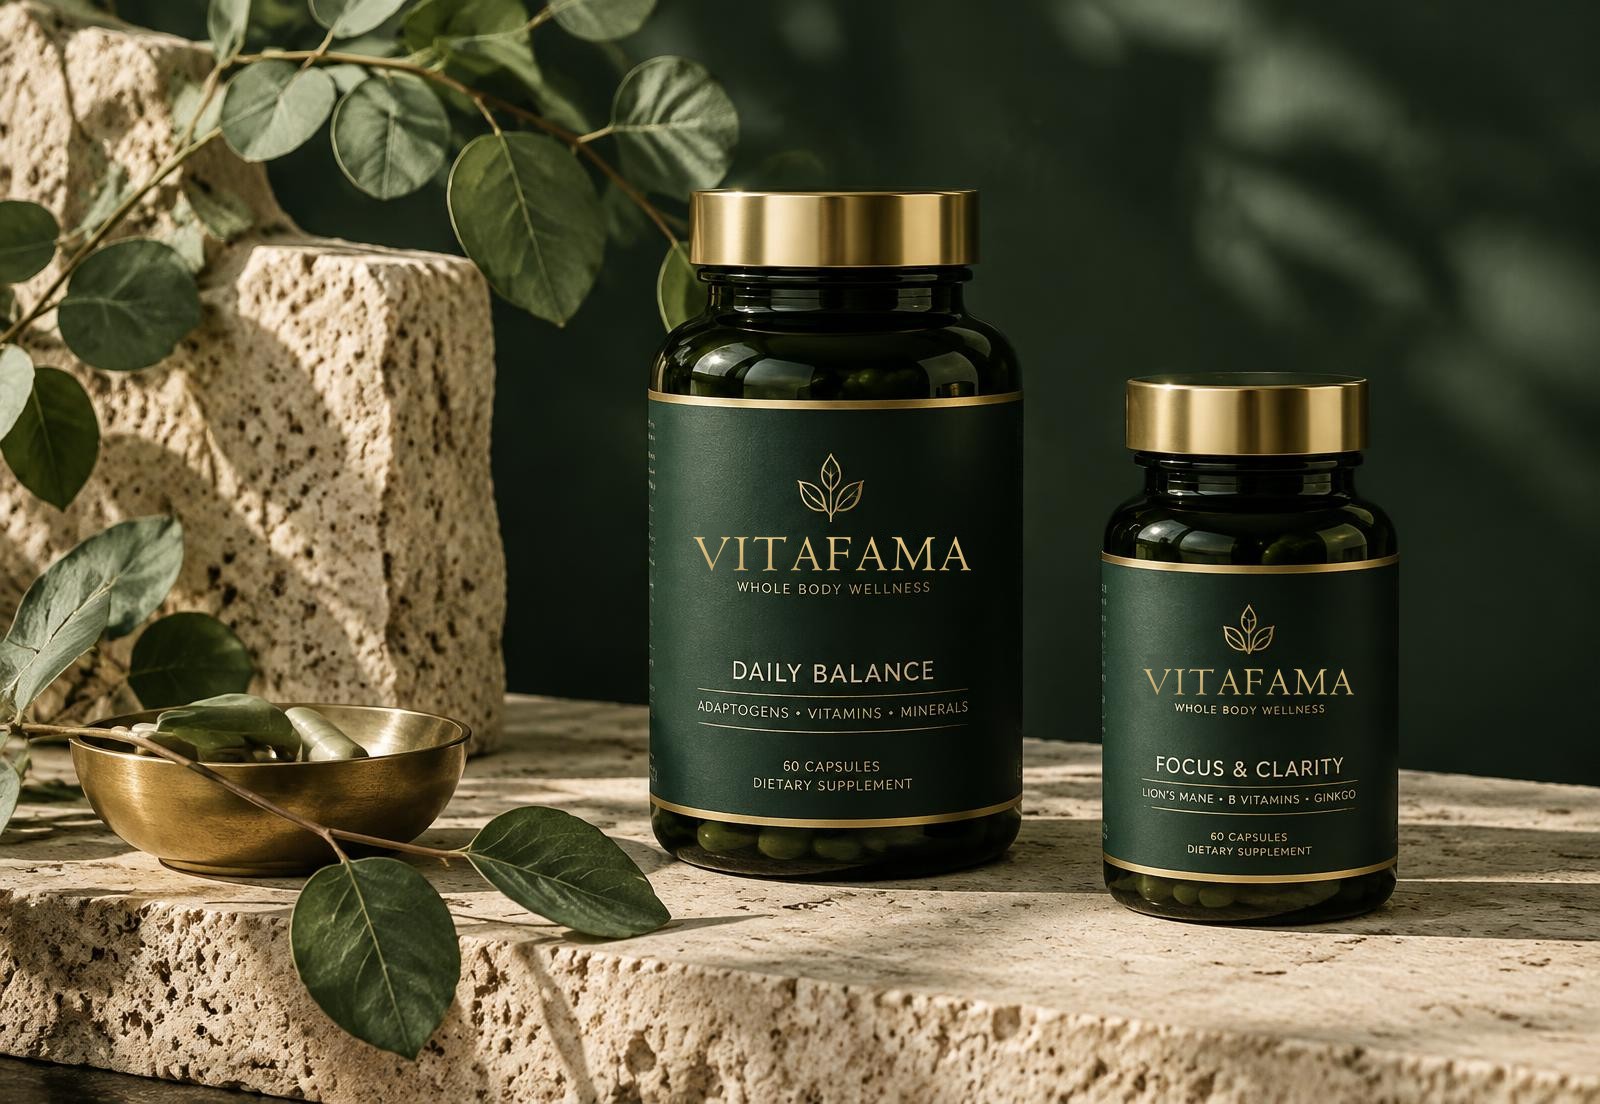 VITAFAMA
WHOLE BODY WELLNESS
DAILY BALANCE
ADAPTOGENS • VITAMINS • MINERALS
60 CAPSULES
DIETARY SUPPLEMENT
VITAFAMA
WHOLE BODY WELLNESS
FOCUS & CLARITY
LION'S MANE • B VITAMINS • GINKGO
60 CAPSULES
DIETARY SUPPLEMENT